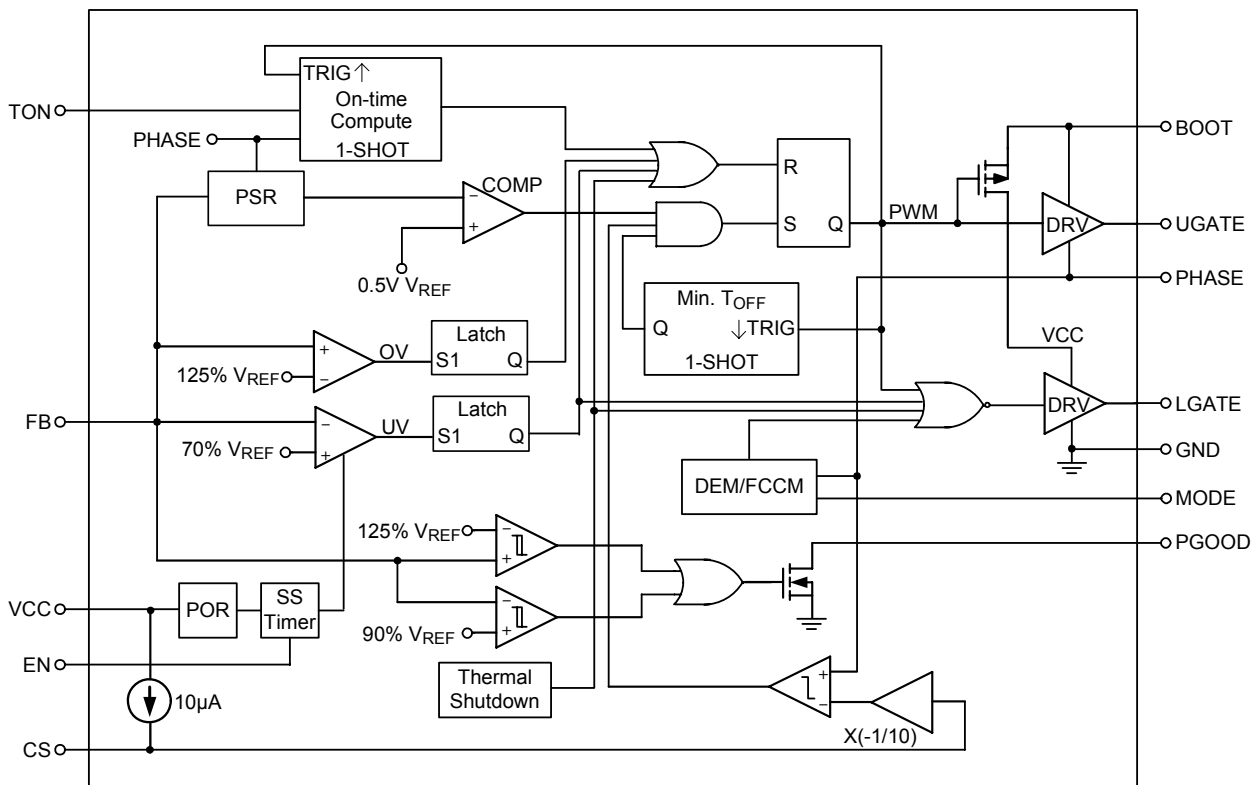 TRIG ↑
On-time
Compute
1-SHOT
TON
PHASE
PSR
COMP
0.5V VREF
R
S
Q
PWM
BOOT
DRV
UGATE
PHASE
Min. TOFF
Q
↓TRIG
1-SHOT
VCC
Latch
S1
Q
OV
125% VREF
FB
Latch
S1
Q
UV
70% VREF
DRV
LGATE
GND
DEM/FCCM
MODE
125% VREF
PGOOD
90% VREF
VCC
POR
SS
Timer
EN
10µA
Thermal
Shutdown
X(-1/10)
CS